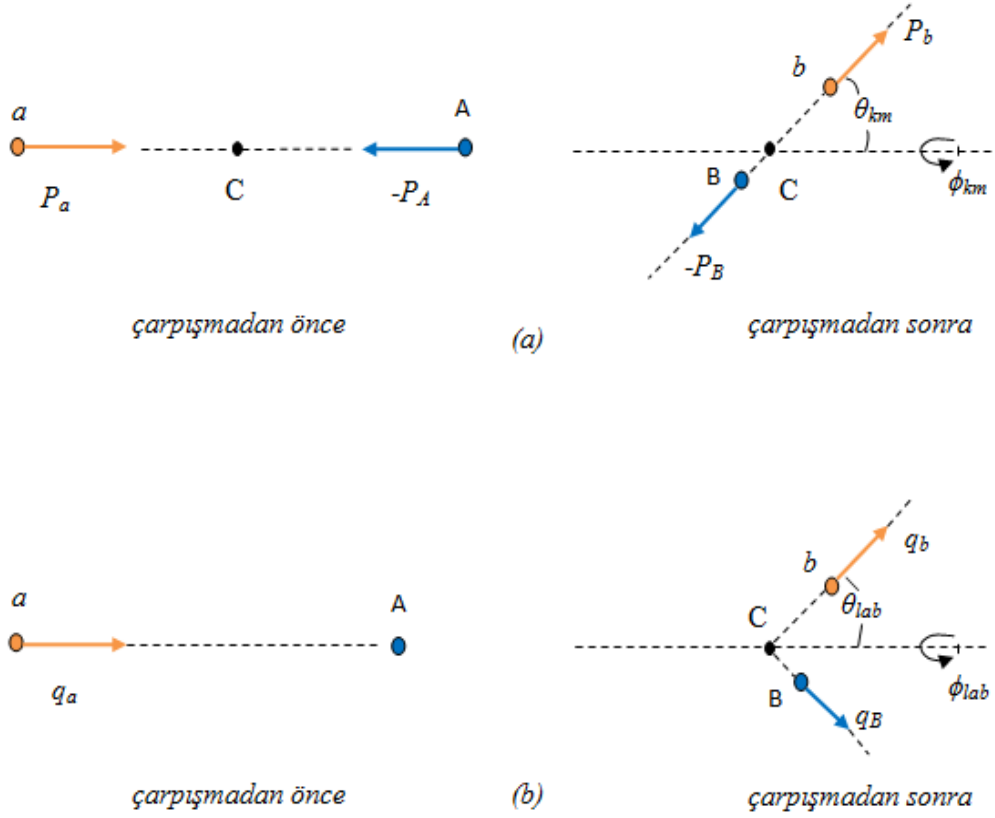 a A
P_a C -P_A
b P_b
θ_km
B C ϕ_km
-P_B
çarpışmadan önce (a) çarpışmadan sonra
a A
q_a
b q_b
C θ_lab
B q_B ϕ_lab
çarpışmadan önce (b) çarpışmadan sonra